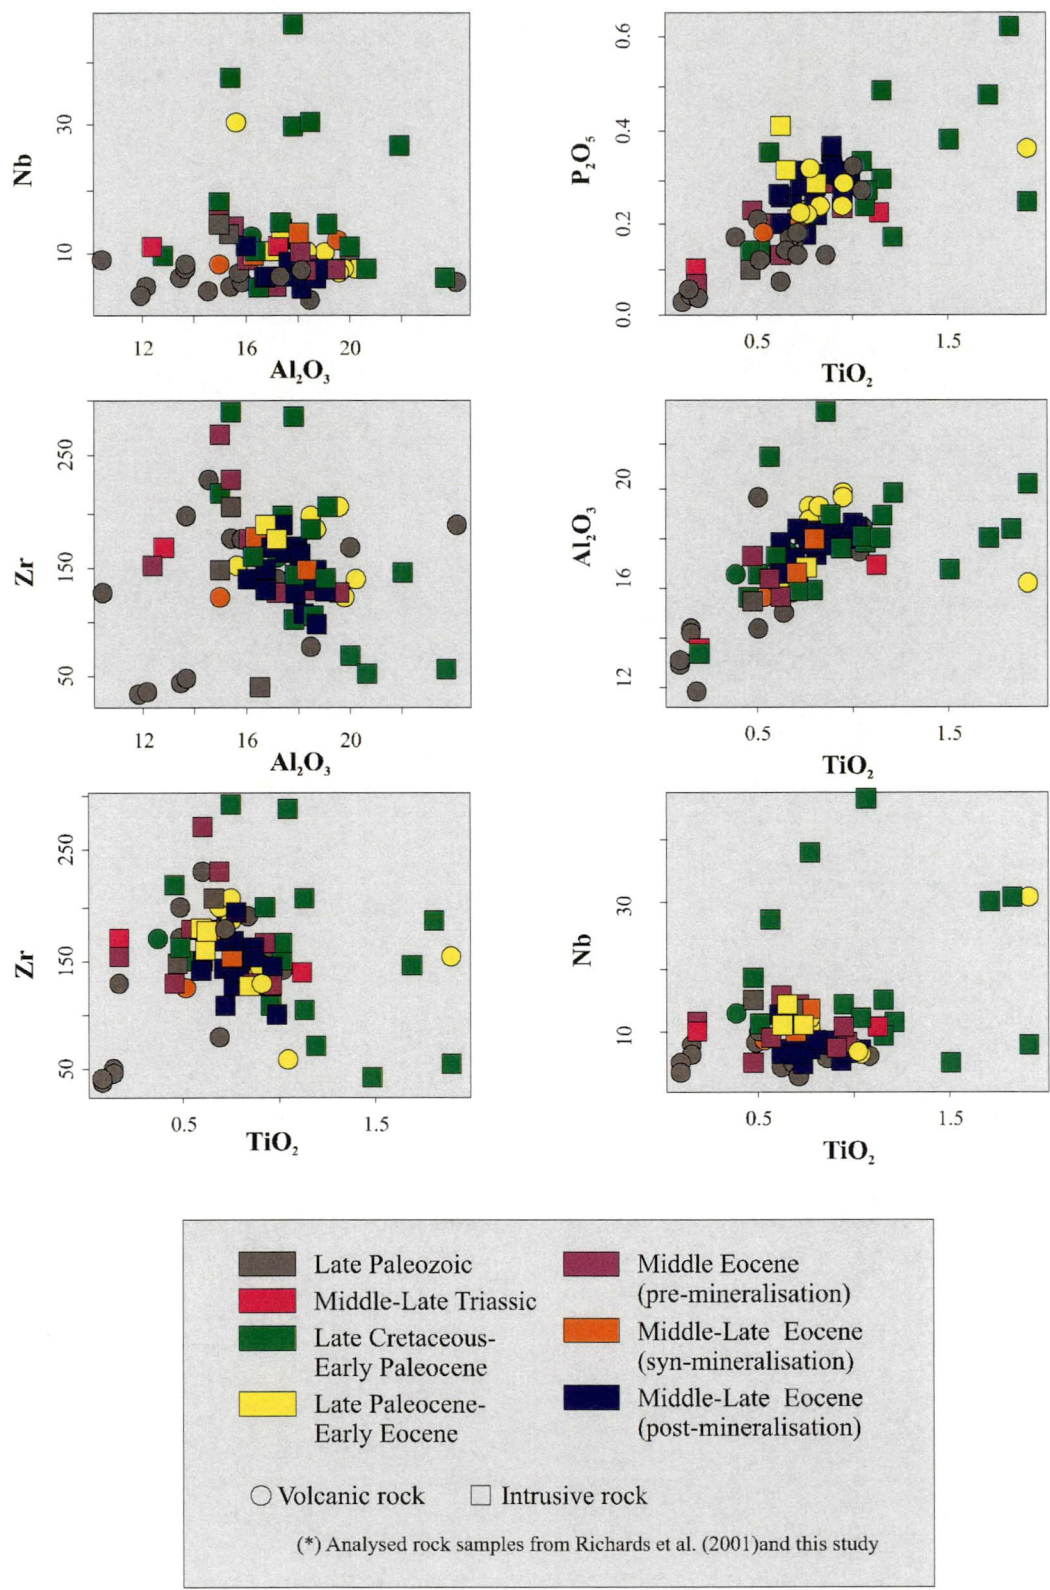 30
10
Nb
12 16 20
Al₂O₃
0.6
0.4
0.2
0.0
P₂O₅
0.5 1.5
TiO₂
250
150
50
Zr
12 16 20
Al₂O₃
20
16
12
Al₂O₃
0.5 1.5
TiO₂
250
150
50
Zr
0.5 1.5
TiO₂
30
10
Nb
0.5 1.5
TiO₂
Late Paleozoic
Middle-Late Triassic
Late Cretaceous-
Early Paleocene
Late Paleocene-
Early Eocene
Middle Eocene
(pre-mineralisation)
Middle-Late Eocene
(syn-mineralisation)
Middle-Late Eocene
(post-mineralisation)
Volcanic rock
Intrusive rock
(*) Analysed rock samples from Richards et al. (2001)and this study